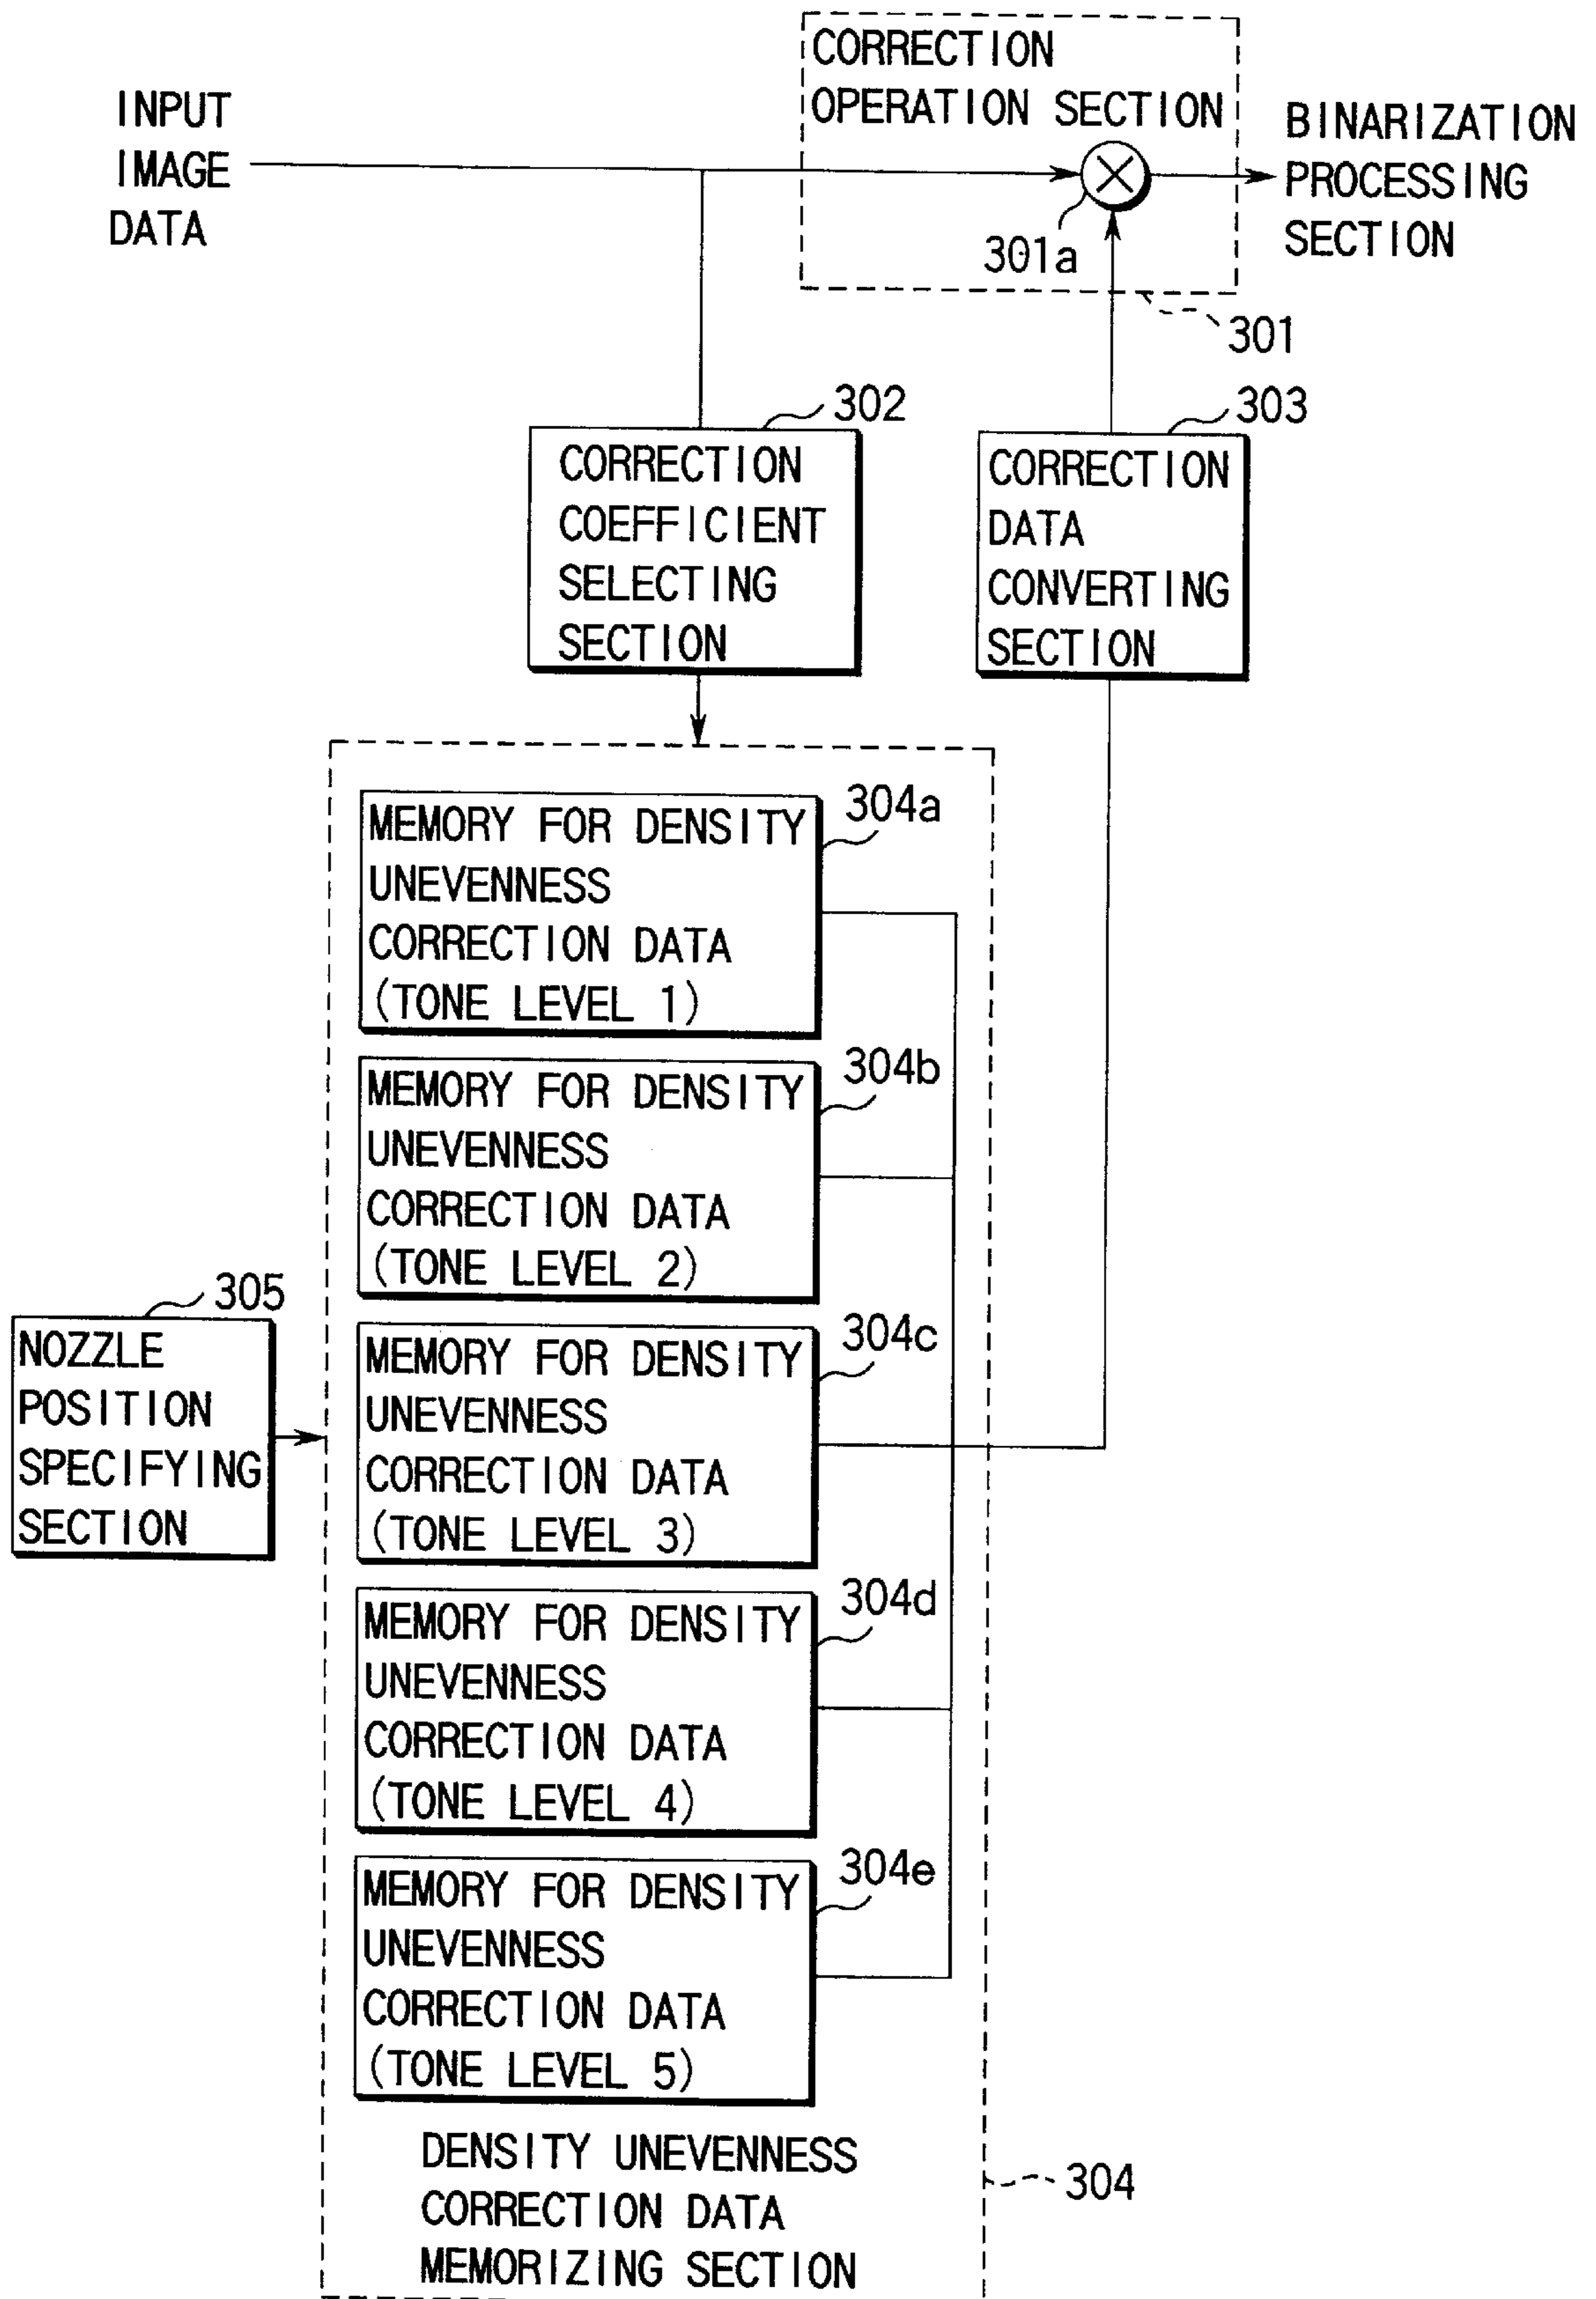 INPUT
IMAGE
DATA
CORRECTION
OPERATION SECTION
301a
BINARIZATION
PROCESSING
SECTION
301
302
CORRECTION
COEFFICIENT
SELECTING
SECTION
303
CORRECTION
DATA
CONVERTING
SECTION
304a
MEMORY FOR DENSITY
UNEVENNESS
CORRECTION DATA
(TONE LEVEL 1)
304b
MEMORY FOR DENSITY
UNEVENNESS
CORRECTION DATA
(TONE LEVEL 2)
305
NOZZLE
POSITION
SPECIFYING
SECTION
304c
MEMORY FOR DENSITY
UNEVENNESS
CORRECTION DATA
(TONE LEVEL 3)
304d
MEMORY FOR DENSITY
UNEVENNESS
CORRECTION DATA
(TONE LEVEL 4)
304e
MEMORY FOR DENSITY
UNEVENNESS
CORRECTION DATA
(TONE LEVEL 5)
DENSITY UNEVENNESS
CORRECTION DATA
MEMORIZING SECTION
304